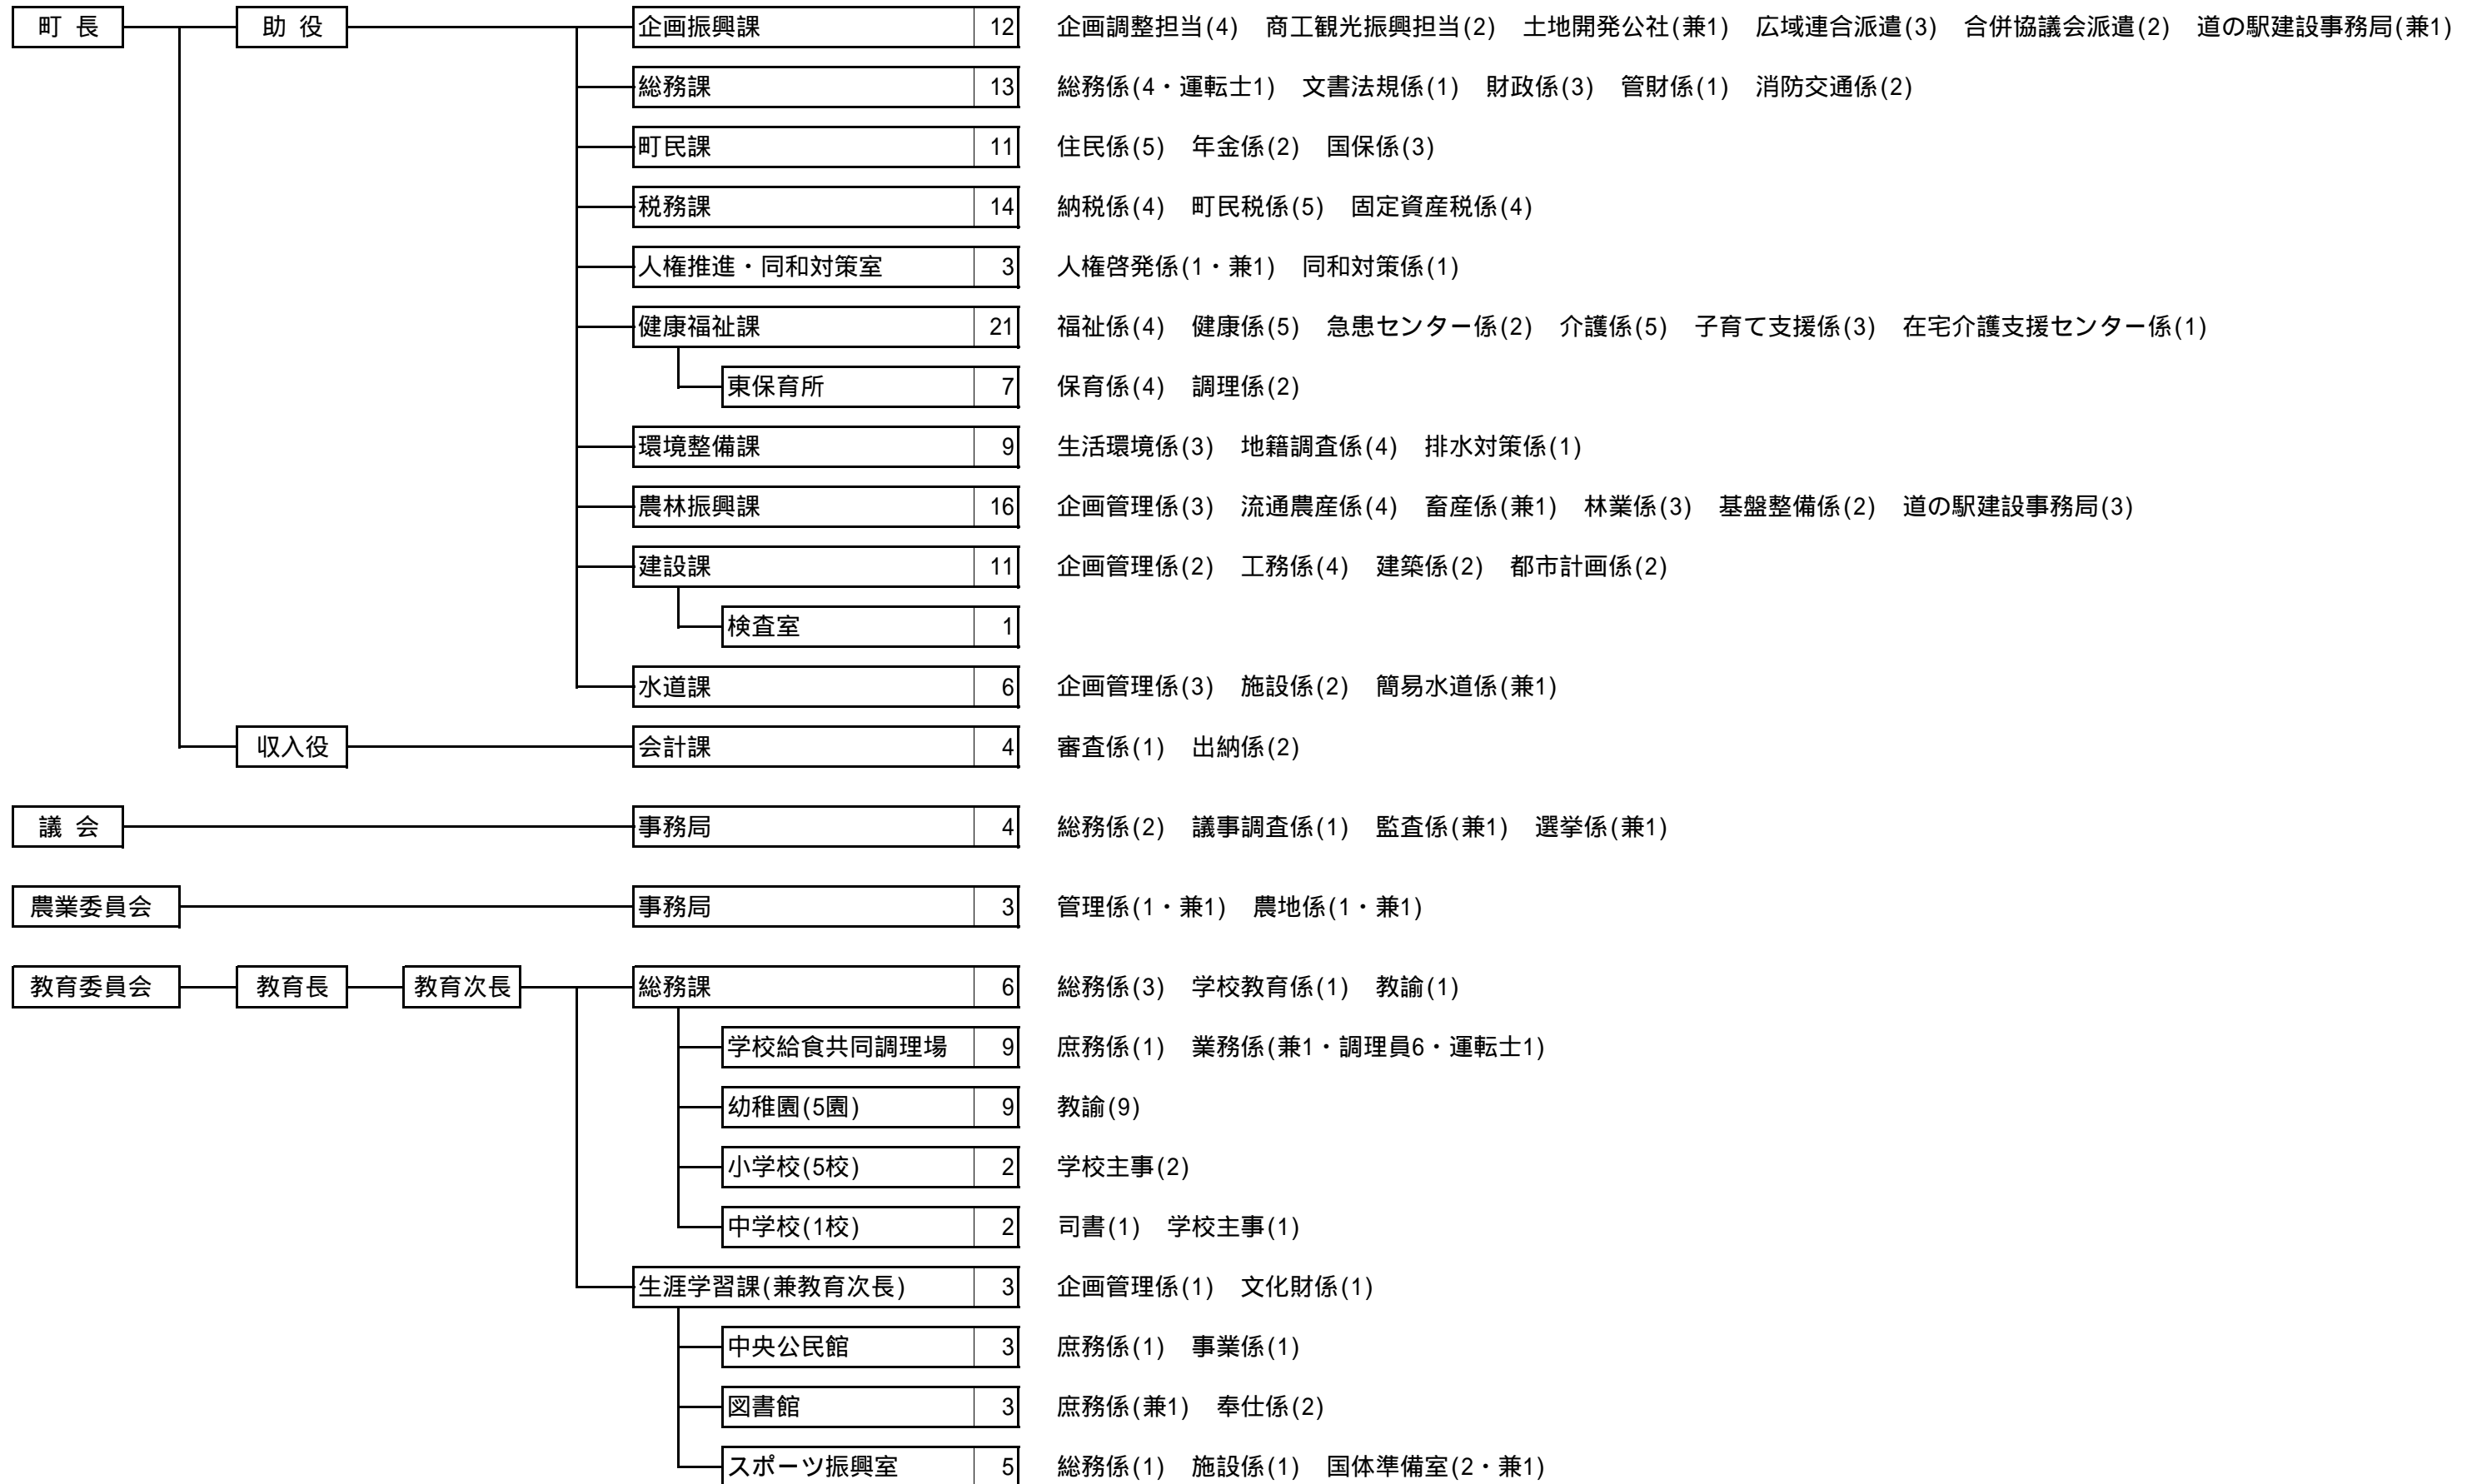 町 長 助 役 企画振興課 12 企画調整担当(4) 商工観光振興担当(2) 土地開発公社(兼1) 広域連合派遣(3) 合併協議会派遣(2) 道の駅建設事務局(兼1)
総務課 13 総務係(4・運転士1) 文書法規係(1) 財政係(3) 管財係(1) 消防交通係(2)
町民課 11 住民係(5) 年金係(2) 国保係(3)
税務課 14 納税係(4) 町民税係(5) 固定資産税係(4)
人権推進・同和対策室 3 人権啓発係(1・兼1) 同和対策係(1)
健康福祉課 21 福祉係(4) 健康係(5) 急患センター係(2) 介護係(5) 子育て支援係(3) 在宅介護支援センター係(1)
東保育所 7 保育係(4) 調理係(2)
環境整備課 9 生活環境係(3) 地籍調査係(4) 排水対策係(1)
農林振興課 16 企画管理係(3) 流通農産係(4) 畜産係(兼1) 林業係(3) 基盤整備係(2) 道の駅建設事務局(3)
建設課 11 企画管理係(2) 工務係(4) 建築係(2) 都市計画係(2)
検査室 1
水道課 6 企画管理係(3) 施設係(2) 簡易水道係(兼1)
収入役 会計課 4 審査係(1) 出納係(2)
議 会 事務局 4 総務係(2) 議事調査係(1) 監査係(兼1) 選挙係(兼1)
農業委員会 事務局 3 管理係(1・兼1) 農地係(1・兼1)
教育委員会 教育長 教育次長 総務課 6 総務係(3) 学校教育係(1) 教諭(1)
学校給食共同調理場 9 庶務係(1) 業務係(兼1・調理員6・運転士1)
幼稚園(5園) 9 教諭(9)
小学校(5校) 2 学校主事(2)
中学校(1校) 2 司書(1) 学校主事(1)
生涯学習課(兼教育次長) 3 企画管理係(1) 文化財係(1)
中央公民館 3 庶務係(1) 事業係(1)
図書館 3 庶務係(兼1) 奉仕係(2)
スポーツ振興室 5 総務係(1) 施設係(1) 国体準備室(2・兼1)